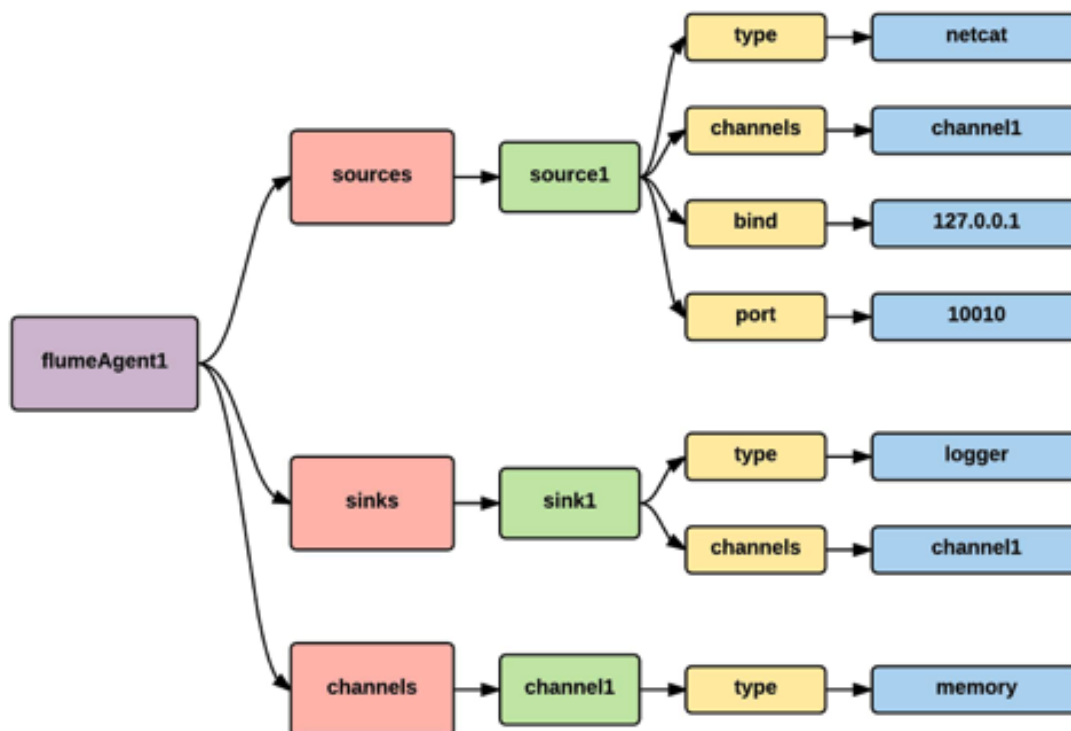 type
netcat
channels
channel1
sources
source1
bind
127.0.0.1
port
10010
flumeAgent1
type
logger
sinks
sink1
channels
channel1
channels
channel1
type
memory